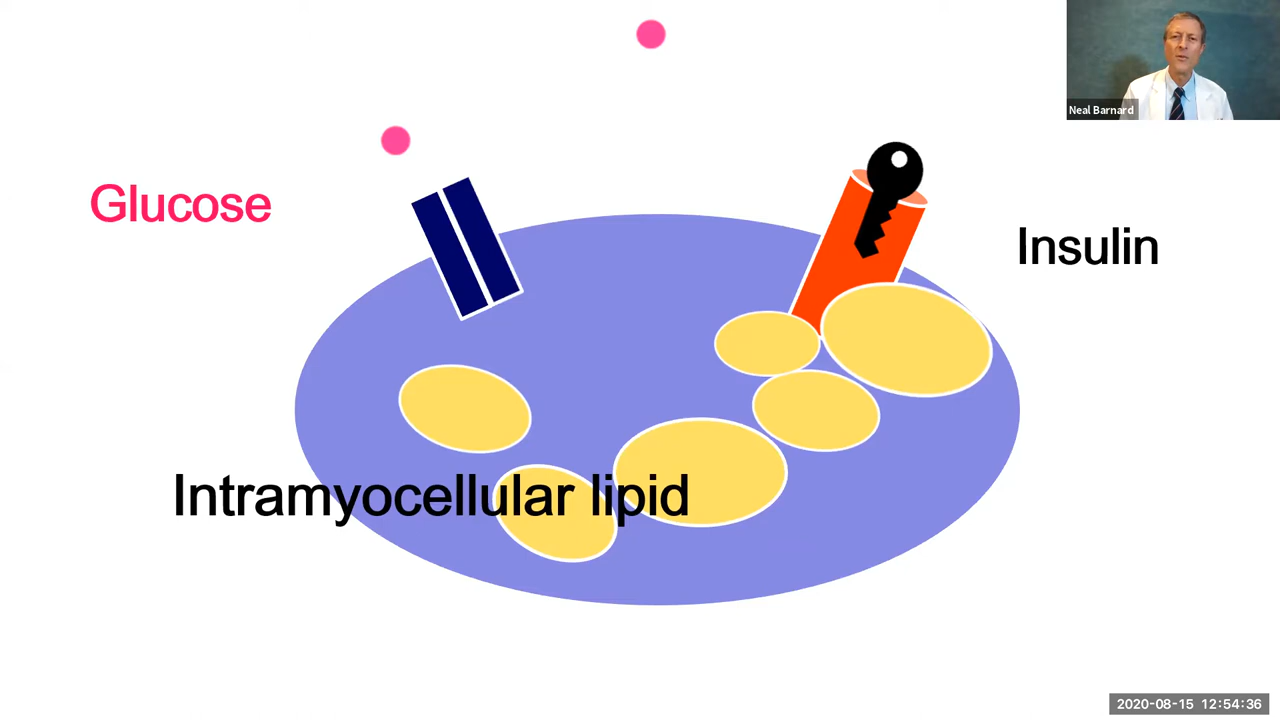 Neal Barnard
Glucose
Insulin
Intramyocellular lipid
2020-08-15 12:54:36